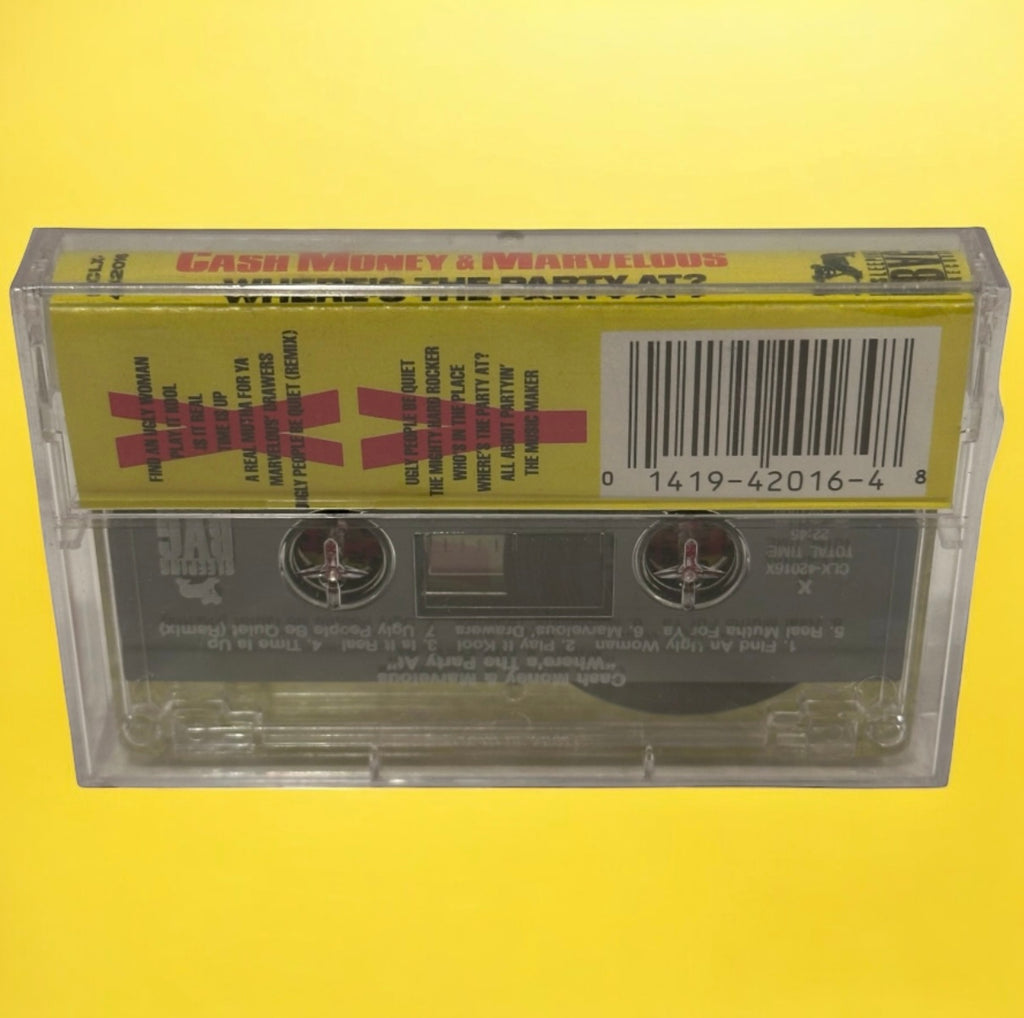 CLX
CASH MONEY & MARVELOUS
WHERE'S THE PARTY AT?
FIND AN UGLY WOMAN
PLAY IT KOOL
IS IT REAL
TIME IS UP
A REAL MUTHA FOR YA
MARVELOUS' DRAWERS
UGLY PEOPLE BE QUIET (REMIX)
UGLY PEOPLE BE QUIET
THE MIGHTY HARD ROCKER
WHO'S IN THE PLACE
WHERE'S THE PARTY AT?
ALL ABOUT PARTYIN'
THE MUSIC MAKER
0 1419-42016-4 8
Cash Money & Marvelous
"Where's The Party At"
1. Find An Ugly Woman 2. Play It Kool 3. Is It Real 4. Time Is Up
5. Real Mutha For Ya 6. Marvelous' Drawers 7 Ugly People Be Quiet (Remix)
X
CLX-42016X
TOTAL TIME
22:45
SLEEPING
BAG